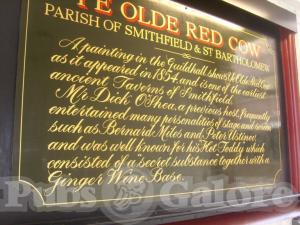 YE OLDE RED COW
PARISH OF SMITHFIELD & ST BARTHOLOMEW
A painting in the Guildhall shows Ye Olde Red Cow
as it appeared in 1854, and is one of the earliest
ancient Taverns of Smithfield.
Mr. Dick O'Shea, a previous host, frequently
entertained many personalities of stage and screen
such as Bernard Miles and Peter Ustinov
and was well known for his Hot Toddy which
consisted of a "secret substance" together with a
Ginger Wine Base.
Pubs Galore